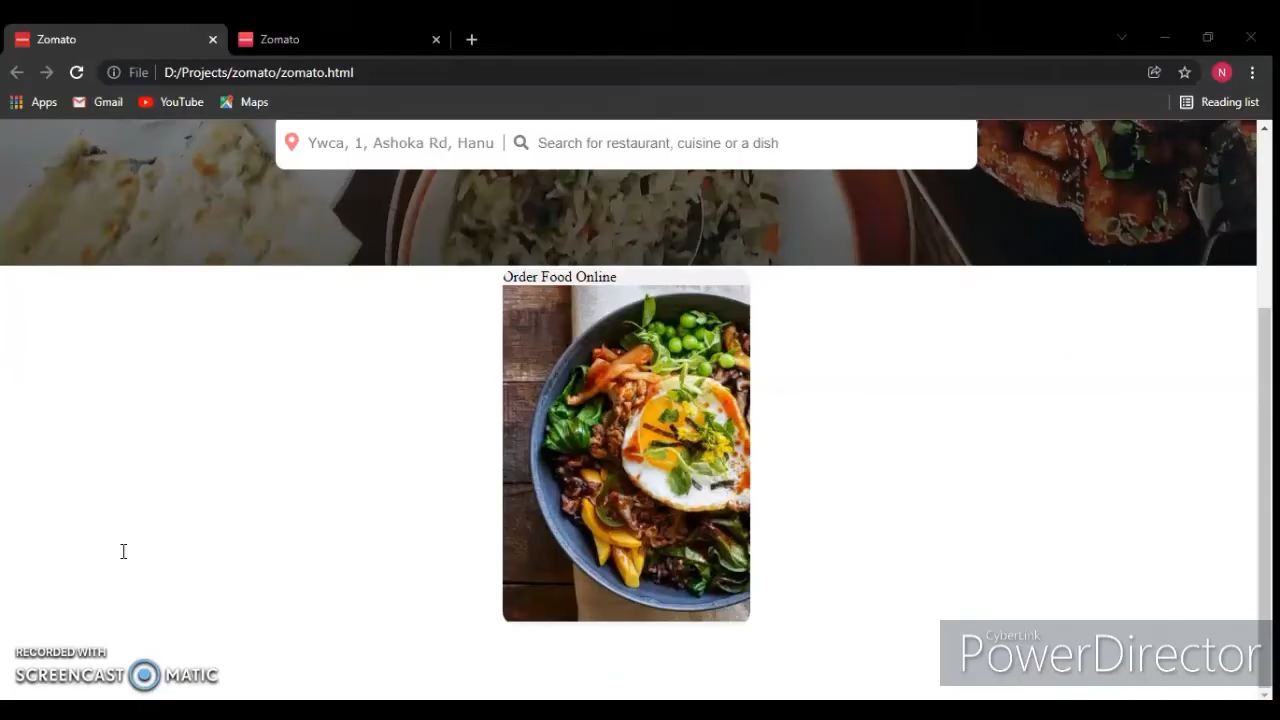 Zomato
Zomato
File D:/Projects/zomato/zomato.html
N
Apps Gmail YouTube Maps Reading list
Ywca, 1, Ashoka Rd, Hanu | Search for restaurant, cuisine or a dish
Order Food Online
RECORDED WITH
SCREENCAST MATIC
CyberLink
PowerDirector